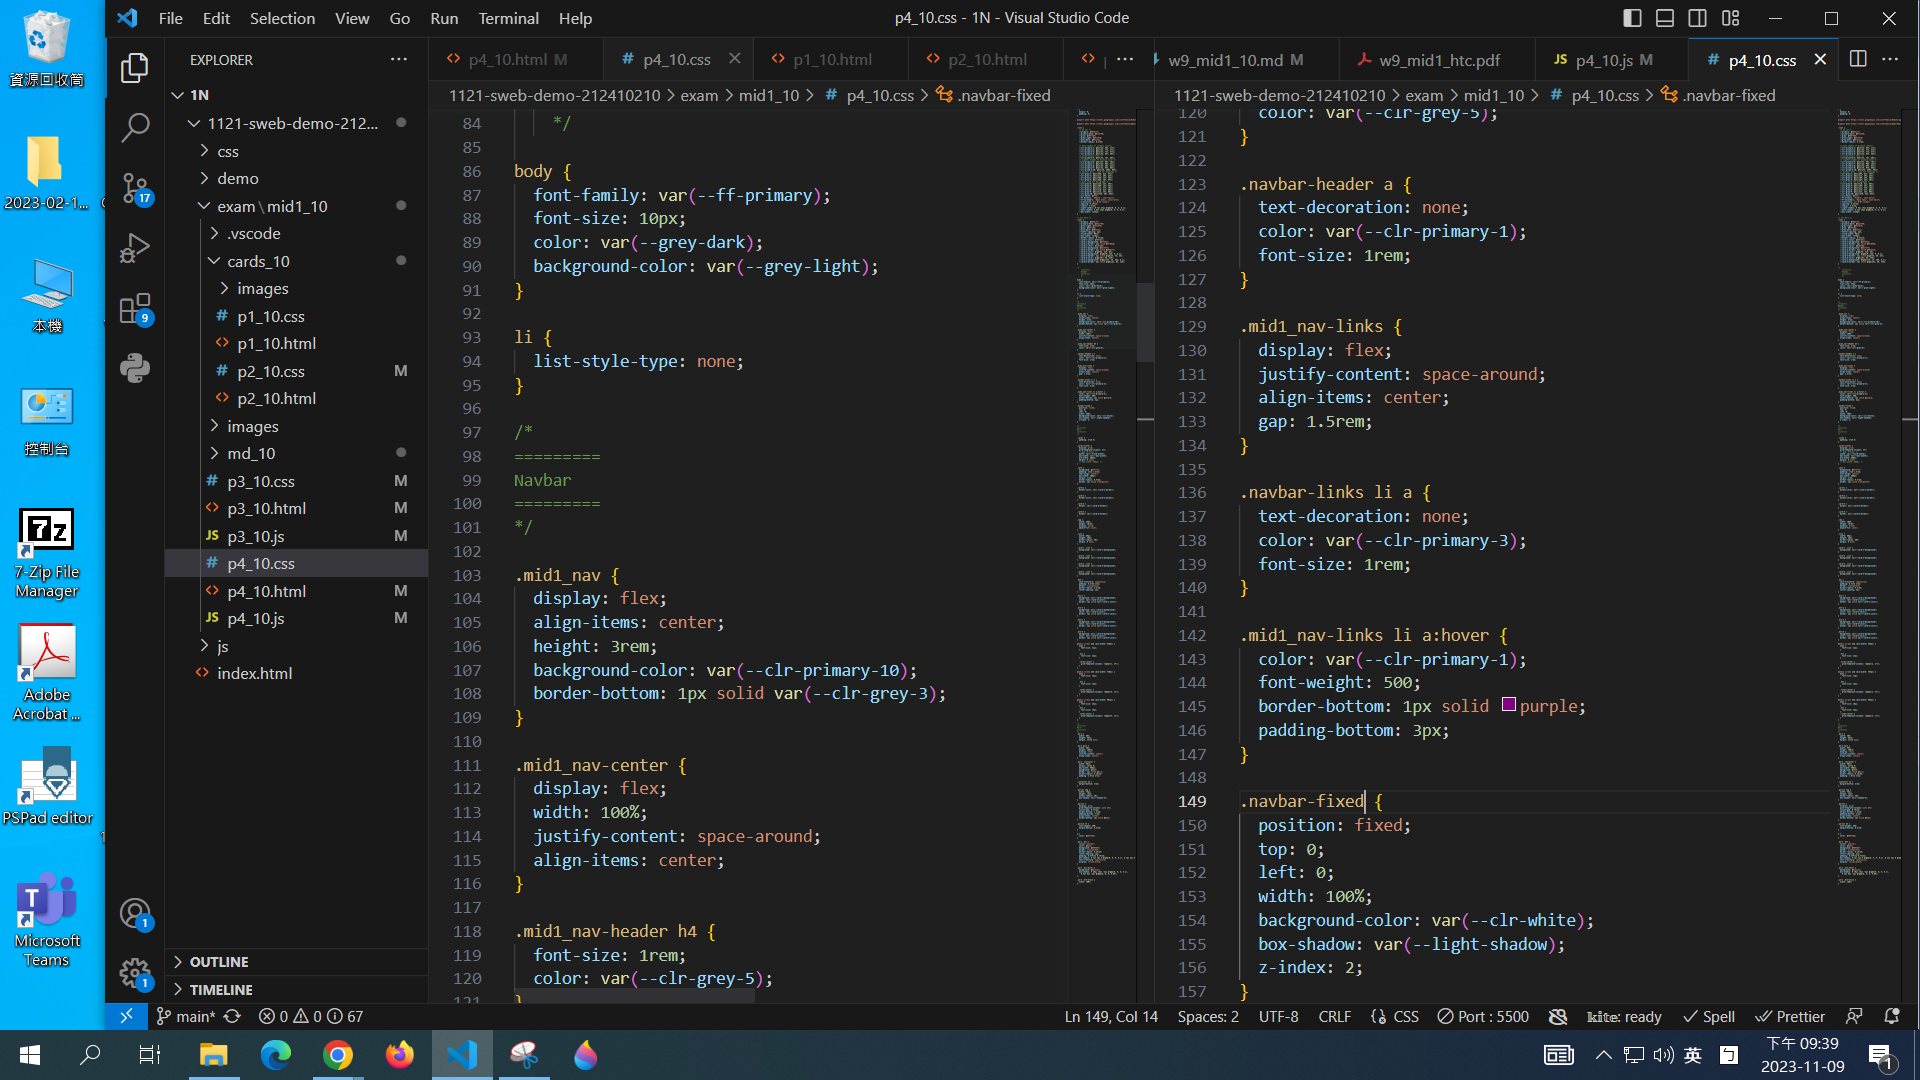 資源回收筒
2023-02-1...
本機
控制台
7-Zip File
Manager
Adobe
Acrobat ...
PSPad editor
Microsoft
Teams
File Edit Selection View Go Run Terminal Help
p4_10.css - 1N - Visual Studio Code
EXPLORER
1N
1121-sweb-demo-212...
css
demo
exam\mid1_10
.vscode
cards_10
images
p1_10.css
p1_10.html
p2_10.css M
p2_10.html
images
md_10
p3_10.css M
p3_10.html M
JS p3_10.js M
p4_10.css
p4_10.html M
JS p4_10.js M
js
index.html
OUTLINE
TIMELINE
17
9
1
1
p4_10.html M
p4_10.css
p1_10.html
p2_10.html
1121-sweb-demo-212410210 > exam > mid1_10 > # p4_10.css > .navbar-fixed
84 */
85
86 body {
87 font-family: var(--ff-primary);
88 font-size: 10px;
89 color: var(--grey-dark);
90 background-color: var(--grey-light);
91 }
92
93 li {
94 list-style-type: none;
95 }
96
97 /*
98 =========
99 Navbar
100 =========
101 */
102
103 .mid1_nav {
104 display: flex;
105 align-items: center;
106 height: 3rem;
107 background-color: var(--clr-primary-10);
108 border-bottom: 1px solid var(--clr-grey-3);
109 }
110
111 .mid1_nav-center {
112 display: flex;
113 width: 100%;
114 justify-content: space-around;
115 align-items: center;
116 }
117
118 .mid1_nav-header h4 {
119 font-size: 1rem;
120 color: var(--clr-grey-5);
121 }
w9_mid1_10.md M
w9_mid1_htc.pdf
JS p4_10.js M
# p4_10.css
1121-sweb-demo-212410210 > exam > mid1_10 > # p4_10.css > .navbar-fixed
120 color: var(--clr-grey-5);
121 }
122
123 .navbar-header a {
124 text-decoration: none;
125 color: var(--clr-primary-1);
126 font-size: 1rem;
127 }
128
129 .mid1_nav-links {
130 display: flex;
131 justify-content: space-around;
132 align-items: center;
133 gap: 1.5rem;
134 }
135
136 .navbar-links li a {
137 text-decoration: none;
138 color: var(--clr-primary-3);
139 font-size: 1rem;
140 }
141
142 .mid1_nav-links li a:hover {
143 color: var(--clr-primary-1);
144 font-weight: 500;
145 border-bottom: 1px solid purple;
146 padding-bottom: 3px;
147 }
148
149 .navbar-fixed {
150 position: fixed;
151 top: 0;
152 left: 0;
153 width: 100%;
154 background-color: var(--clr-white);
155 box-shadow: var(--light-shadow);
156 z-index: 2;
157 }
main* 0 0 67
Ln 149, Col 14 Spaces: 2 UTF-8 CRLF {} CSS Port : 5500 kite: ready Spell Prettier
英 下午 09:39
2023-11-09
1